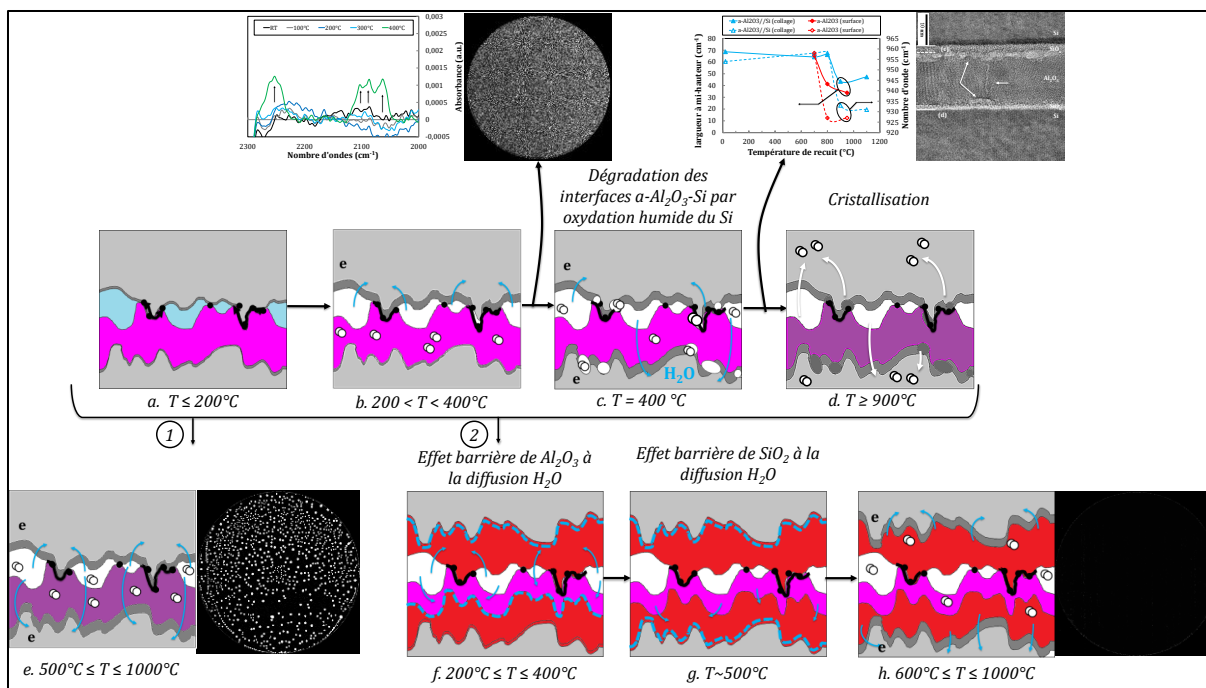 RT 100°C 200°C 300°C 400°C
0,003
0,0025
0,002
0,0015
0,001
0,0005
0
-0,0005
Absorbance (a.u.)
2300 2200 2100 2000
Nombre d'ondes (cm-1)
a-Al2O3//Si (collage) a-Al2O3 (surface)
a-Al2O3//Si (collage) a-Al2O3 (surface)
80
70
60
50
40
30
20
10
0
largueur à mi-hauteur (cm-1)
965
960
955
950
945
940
935
930
925
920
Nombre d'onde (cm-1)
0 200 400 600 800 1000 1200
Température de recuit (°C)
10 nm
Si
(c)
SiO2
Al2O3
(d)
Si
Dégradation des
interfaces a-Al2O3-Si par
oxydation humide du Si
Cristallisation
e
e
e
H2O
a. T ≤ 200°C
b. 200 < T < 400°C
c. T = 400 °C
d. T ≥ 900°C
1
2
Effet barrière de Al2O3 à
la diffusion H2O
Effet barrière de SiO2 à la
diffusion H2O
e
e
e
e
e. 500°C ≤ T ≤ 1000°C
f. 200°C ≤ T ≤ 400°C
g. T~500°C
h. 600°C ≤ T ≤ 1000°C